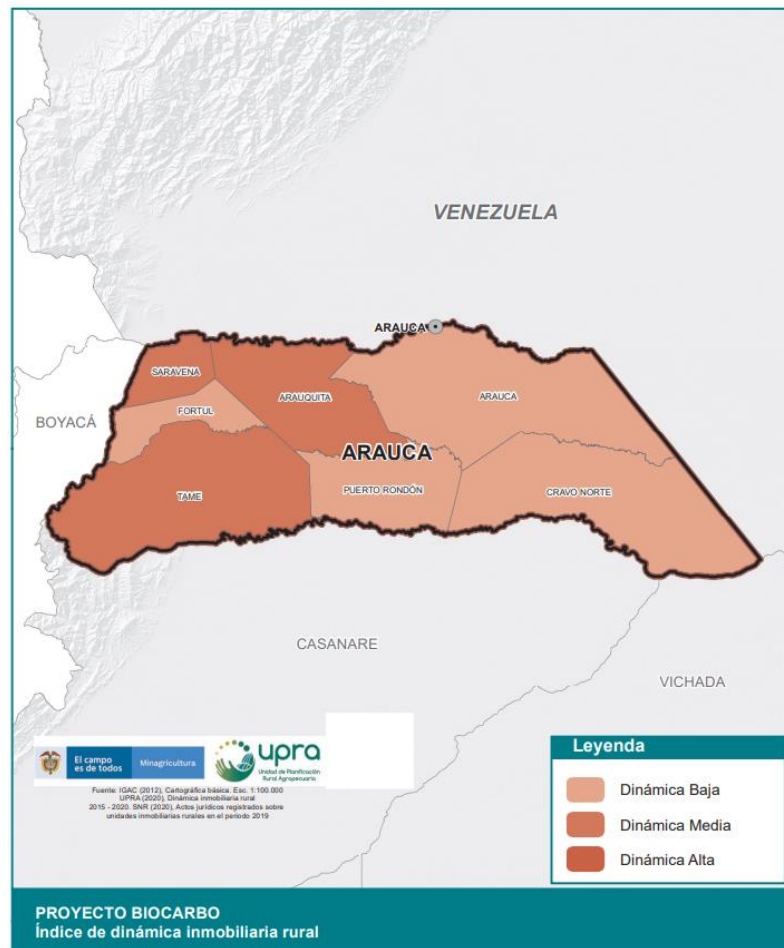 VENEZUELA
ARAUCA
SARAVENA
ARAUQUITA
ARAUCA
FORTUL
BOYACÁ
ARAUCA
TAME
PUERTO RONDÓN
CRAVO NORTE
CASANARE
VICHADA
El campo
es de todos
Minagricultura
upra
Unidad de Planificación
Rural Agropecuaria
Fuente: IGAC (2012), Cartográfica básica. Esc. 1:100.000
UPRA (2020), Dinámica inmobiliaria rural
2015 - 2020. SNR (2020), Actos jurídicos registrados sobre
unidades inmobiliarias rurales en el periodo 2019
Leyenda
Dinámica Baja
Dinámica Media
Dinámica Alta
PROYECTO BIOCARBO
Índice de dinámica inmobiliaria rural